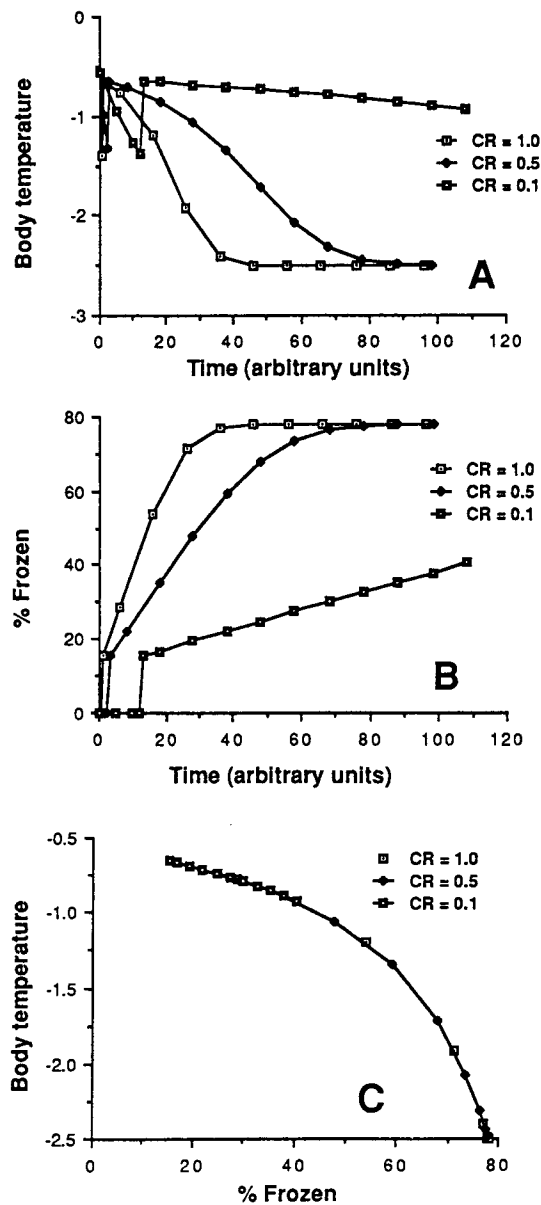 0
-1
-2
-3
Body temperature
CR = 1.0
CR = 0.5
CR = 0.1
A
0 20 40 60 80 100 120
Time (arbitrary units)
80
60
40
20
0
% Frozen
CR = 1.0
CR = 0.5
CR = 0.1
B
0 20 40 60 80 100 120
Time (arbitrary units)
-0.5
-1.0
-1.5
-2.0
-2.5
Body temperature
CR = 1.0
CR = 0.5
CR = 0.1
C
0 20 40 60 80
% Frozen